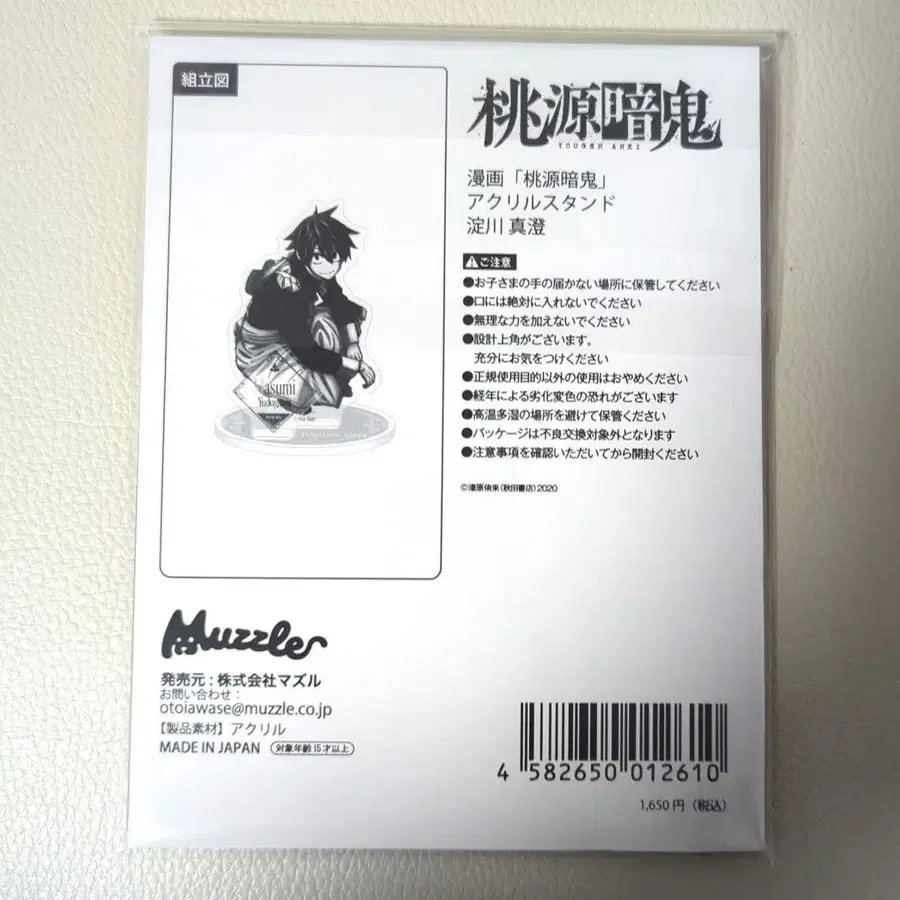 組立図
asumi
Yodogawa
TOUGEN ANKI
桃源暗鬼
TOUGEN ANKI
漫画「桃源暗鬼」
アクリルスタンド
淀川 真澄
ご注意
●お子さまの手の届かない場所に保管してください
●口には絶対に入れないでください
●無理な力を加えないでください
●設計上角がございます。
充分にお気をつけください
●正規使用目的以外の使用はおやめください
●経年による劣化変色の恐れがございます
●高温多湿の場所を避けて保管ください
●パッケージは不良交換対象外となります
●注意事項を確認いただいてから開封ください
©漆原侑来（秋田書店）2020
Muzzle
発売元：株式会社マズル
お問い合わせ：
otoiawase@muzzle.co.jp
【製品素材】アクリル
MADE IN JAPAN 対象年齢15才以上
4 582650 012610
1,650円（税込）